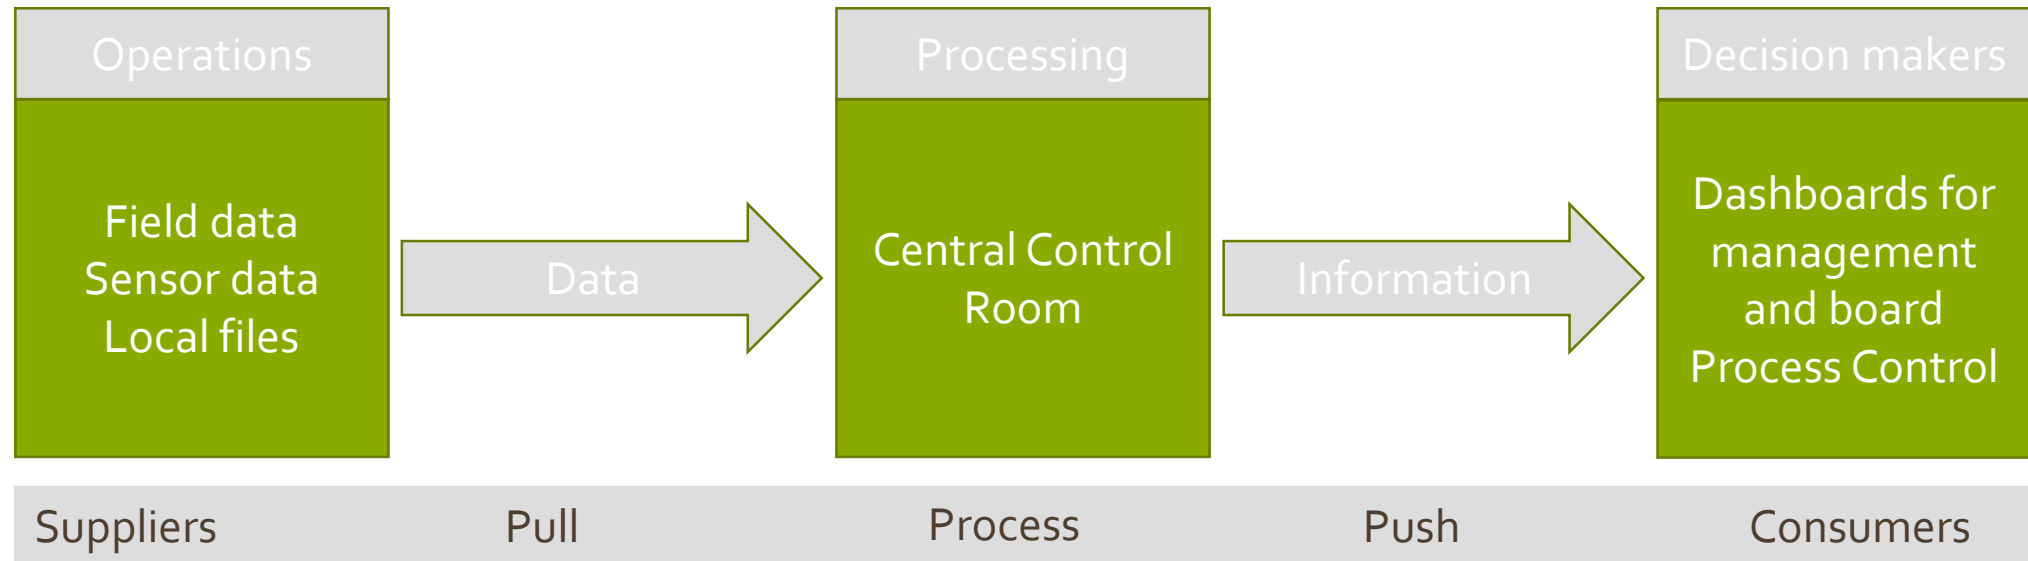 Operations
Field data
Sensor data
Local files
Data
Processing
Central Control
Room
Information
Decision makers
Dashboards for
management
and board
Process Control
Suppliers
Pull
Process
Push
Consumers